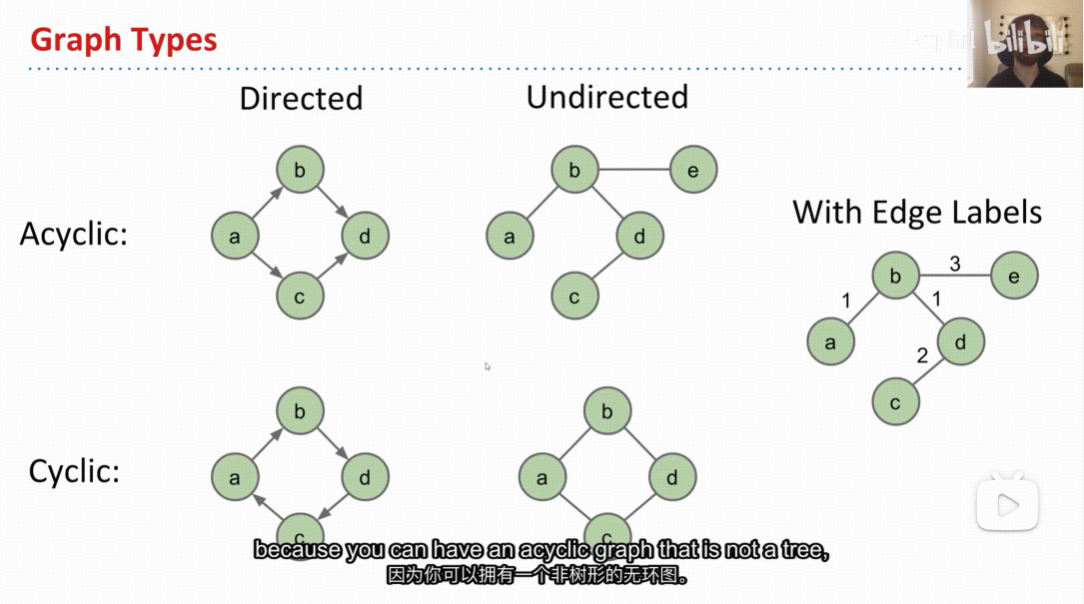 Graph Types
bilibili
Directed
Undirected
b
a
d
c
b
e
a
d
c
Acyclic:
With Edge Labels
b
3
e
1
1
a
d
2
c
Cyclic:
b
a
d
c
b
a
d
c
because you can have an acyclic graph that is not a tree,
因为你可以拥有一个非树形的无环图。